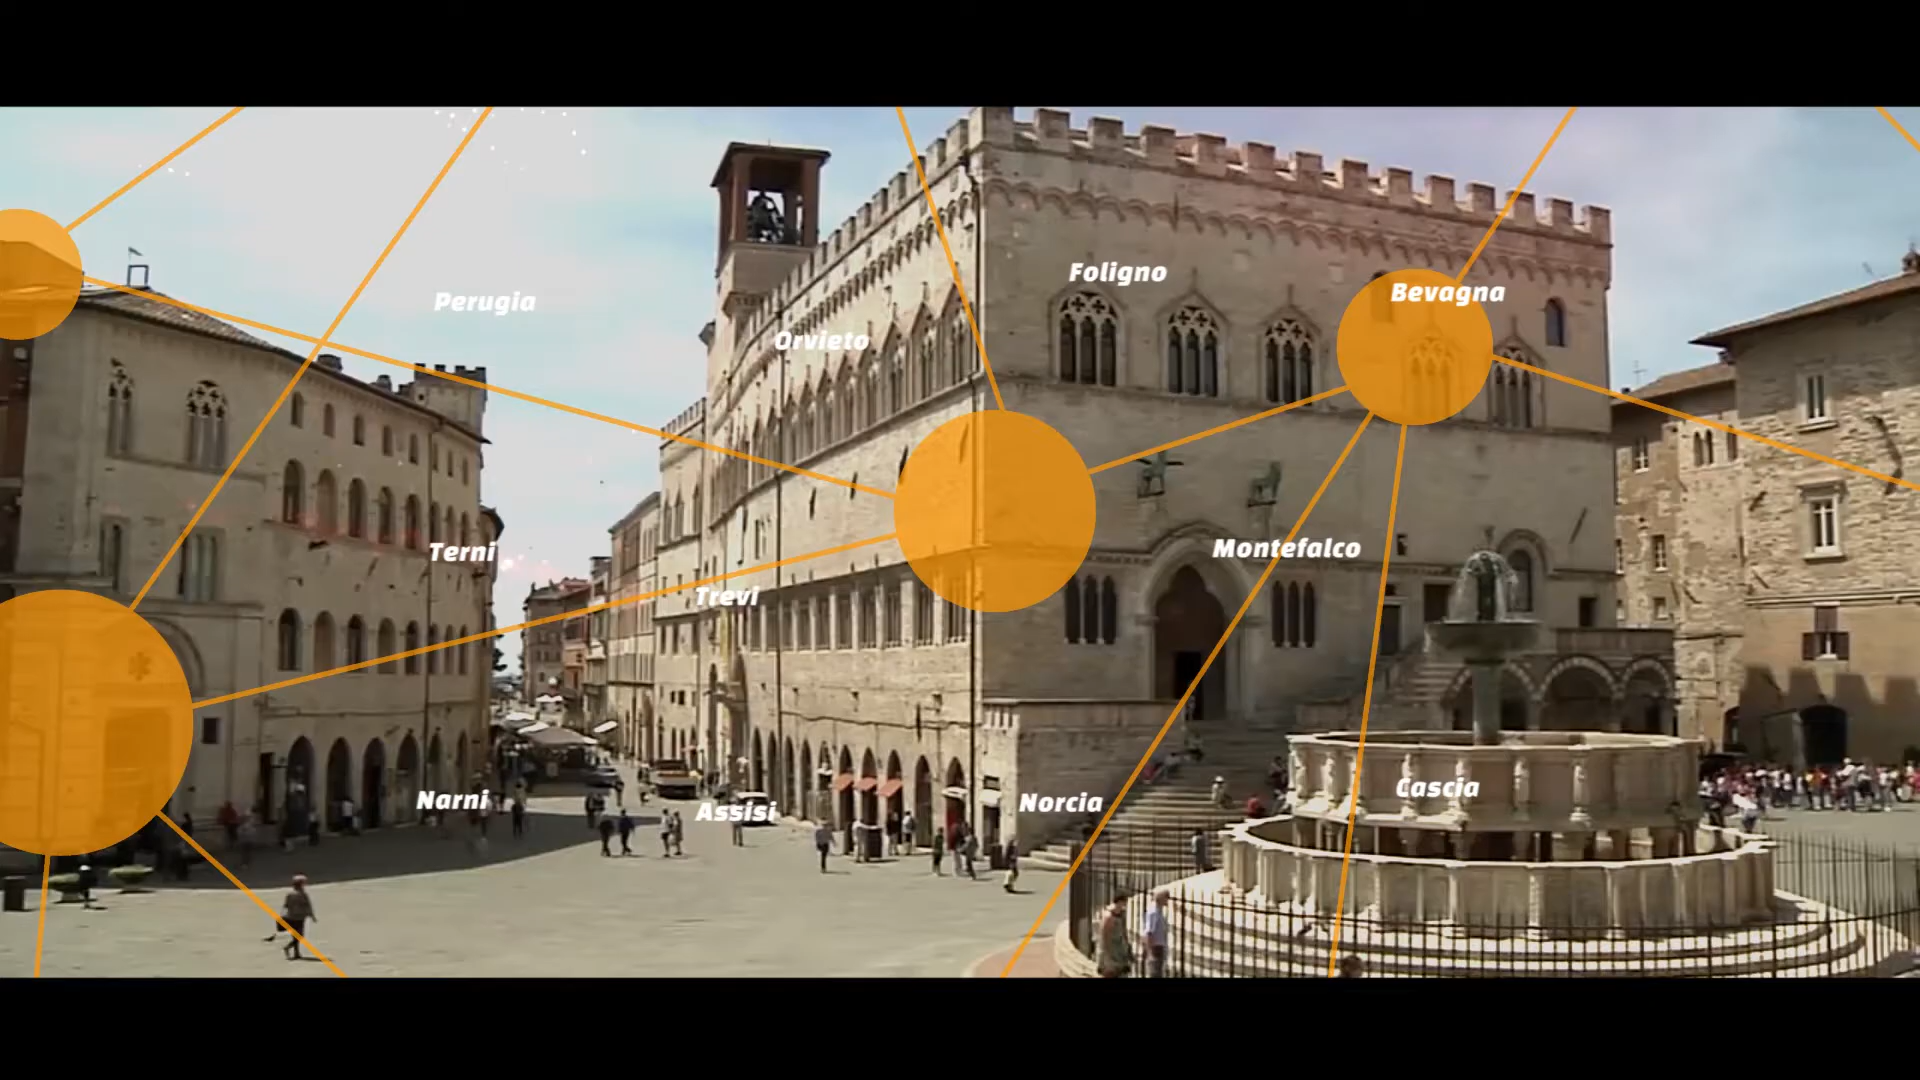 Foligno
Bevagna
Perugia
Orvieto
Terni
Montefalco
Trevi
Narni
Assisi
Norcia
Cascia